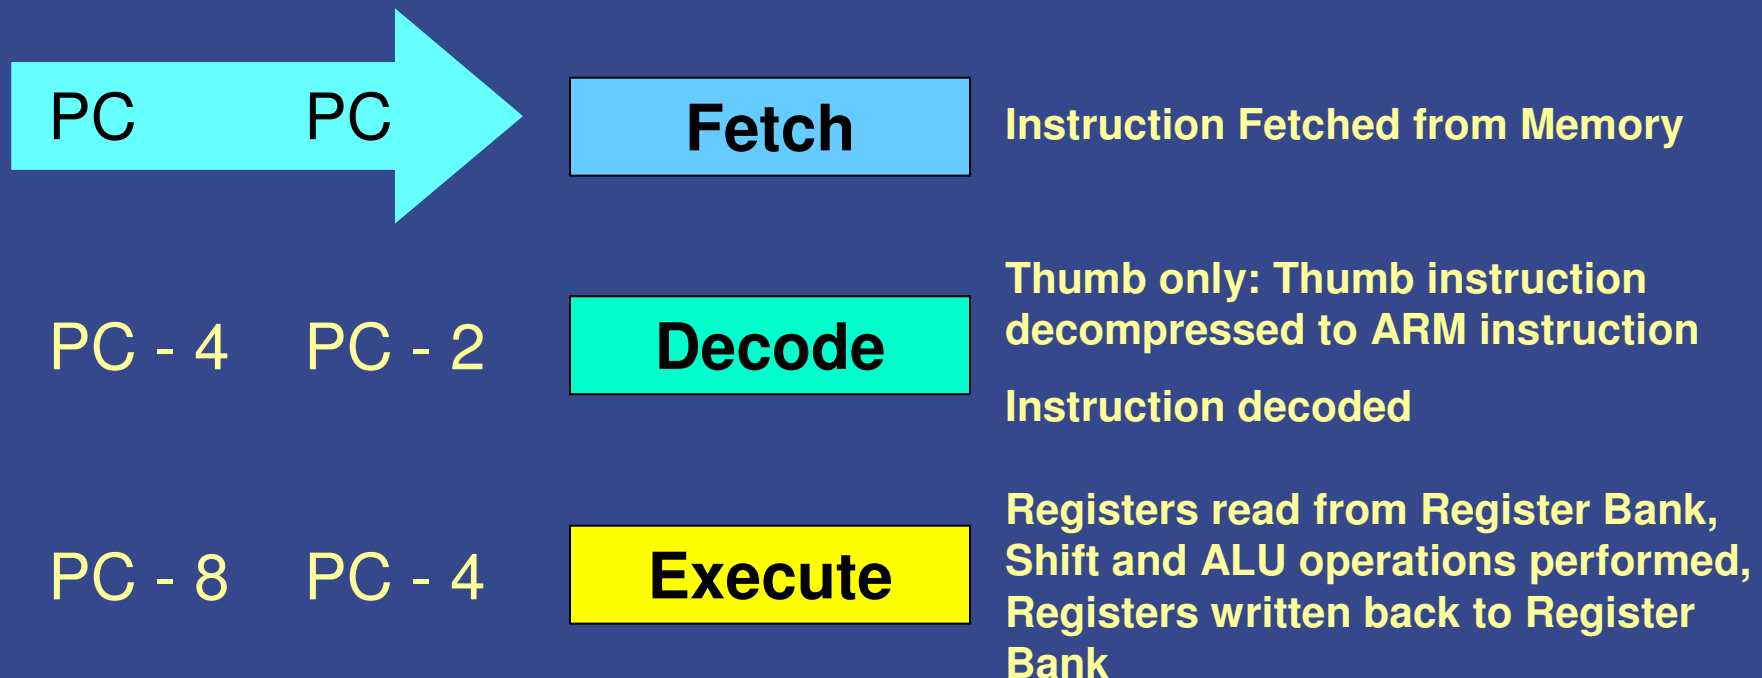 PC PC Fetch Instruction Fetched from Memory
Thumb only: Thumb instruction
PC - 4 PC - 2 Decode decompressed to ARM instruction
Instruction decoded
Registers read from Register Bank,
PC - 8 PC - 4 Execute Shift and ALU operations performed,
Registers written back to Register
Bank